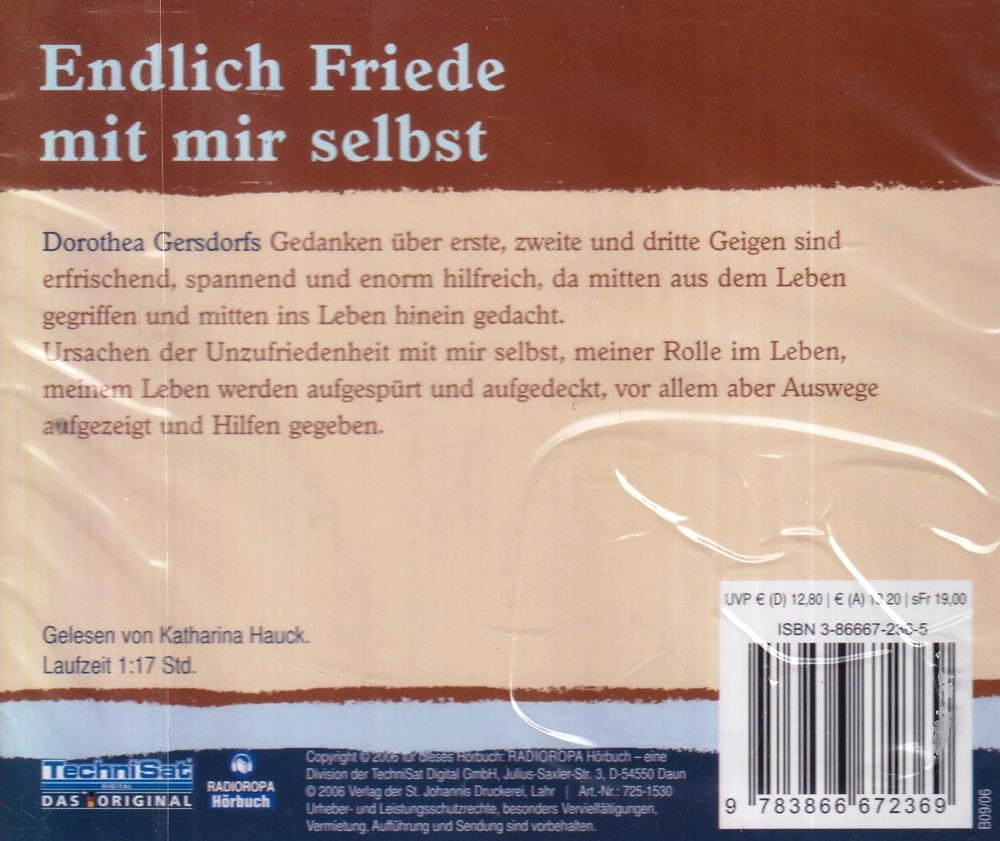 Endlich Friede
mit mir selbst
Dorothea Gersdorfs Gedanken über erste, zweite und dritte Geigen sind
erfrischend, spannend und enorm hilfreich, da mitten aus dem Leben
gegriffen und mitten ins Leben hinein gedacht.
Ursachen der Unzufriedenheit mit mir selbst, meiner Rolle im Leben,
meinem Leben werden aufgespürt und aufgedeckt, vor allem aber Auswege
aufgezeigt und Hilfen gegeben.
Gelesen von Katharina Hauck.
Laufzeit 1:17 Std.
UVP € (D) 12,80 | € (A) 20 | sFr 19,00
ISBN
9 783866 672369
B09/06
TechniSat
DIGITAL
DAS ORIGINAL
RADIOROPA
Hörbuch
Copyright © 2006 für dieses Hörbuch: RADIOROPA Hörbuch – eine
Division der TechniSat Digital GmbH, Julius-Saxler-Str. 3, D-54550 Daun
© 2006 Verlag der St. Johannis Druckerei, Lahr | Art.-Nr.: 725-1530
Urheber- und Leistungsschutzrechte, besonders Vervielfältigungen,
Vermietung, Aufführung und Sendung sind vorbehalten.